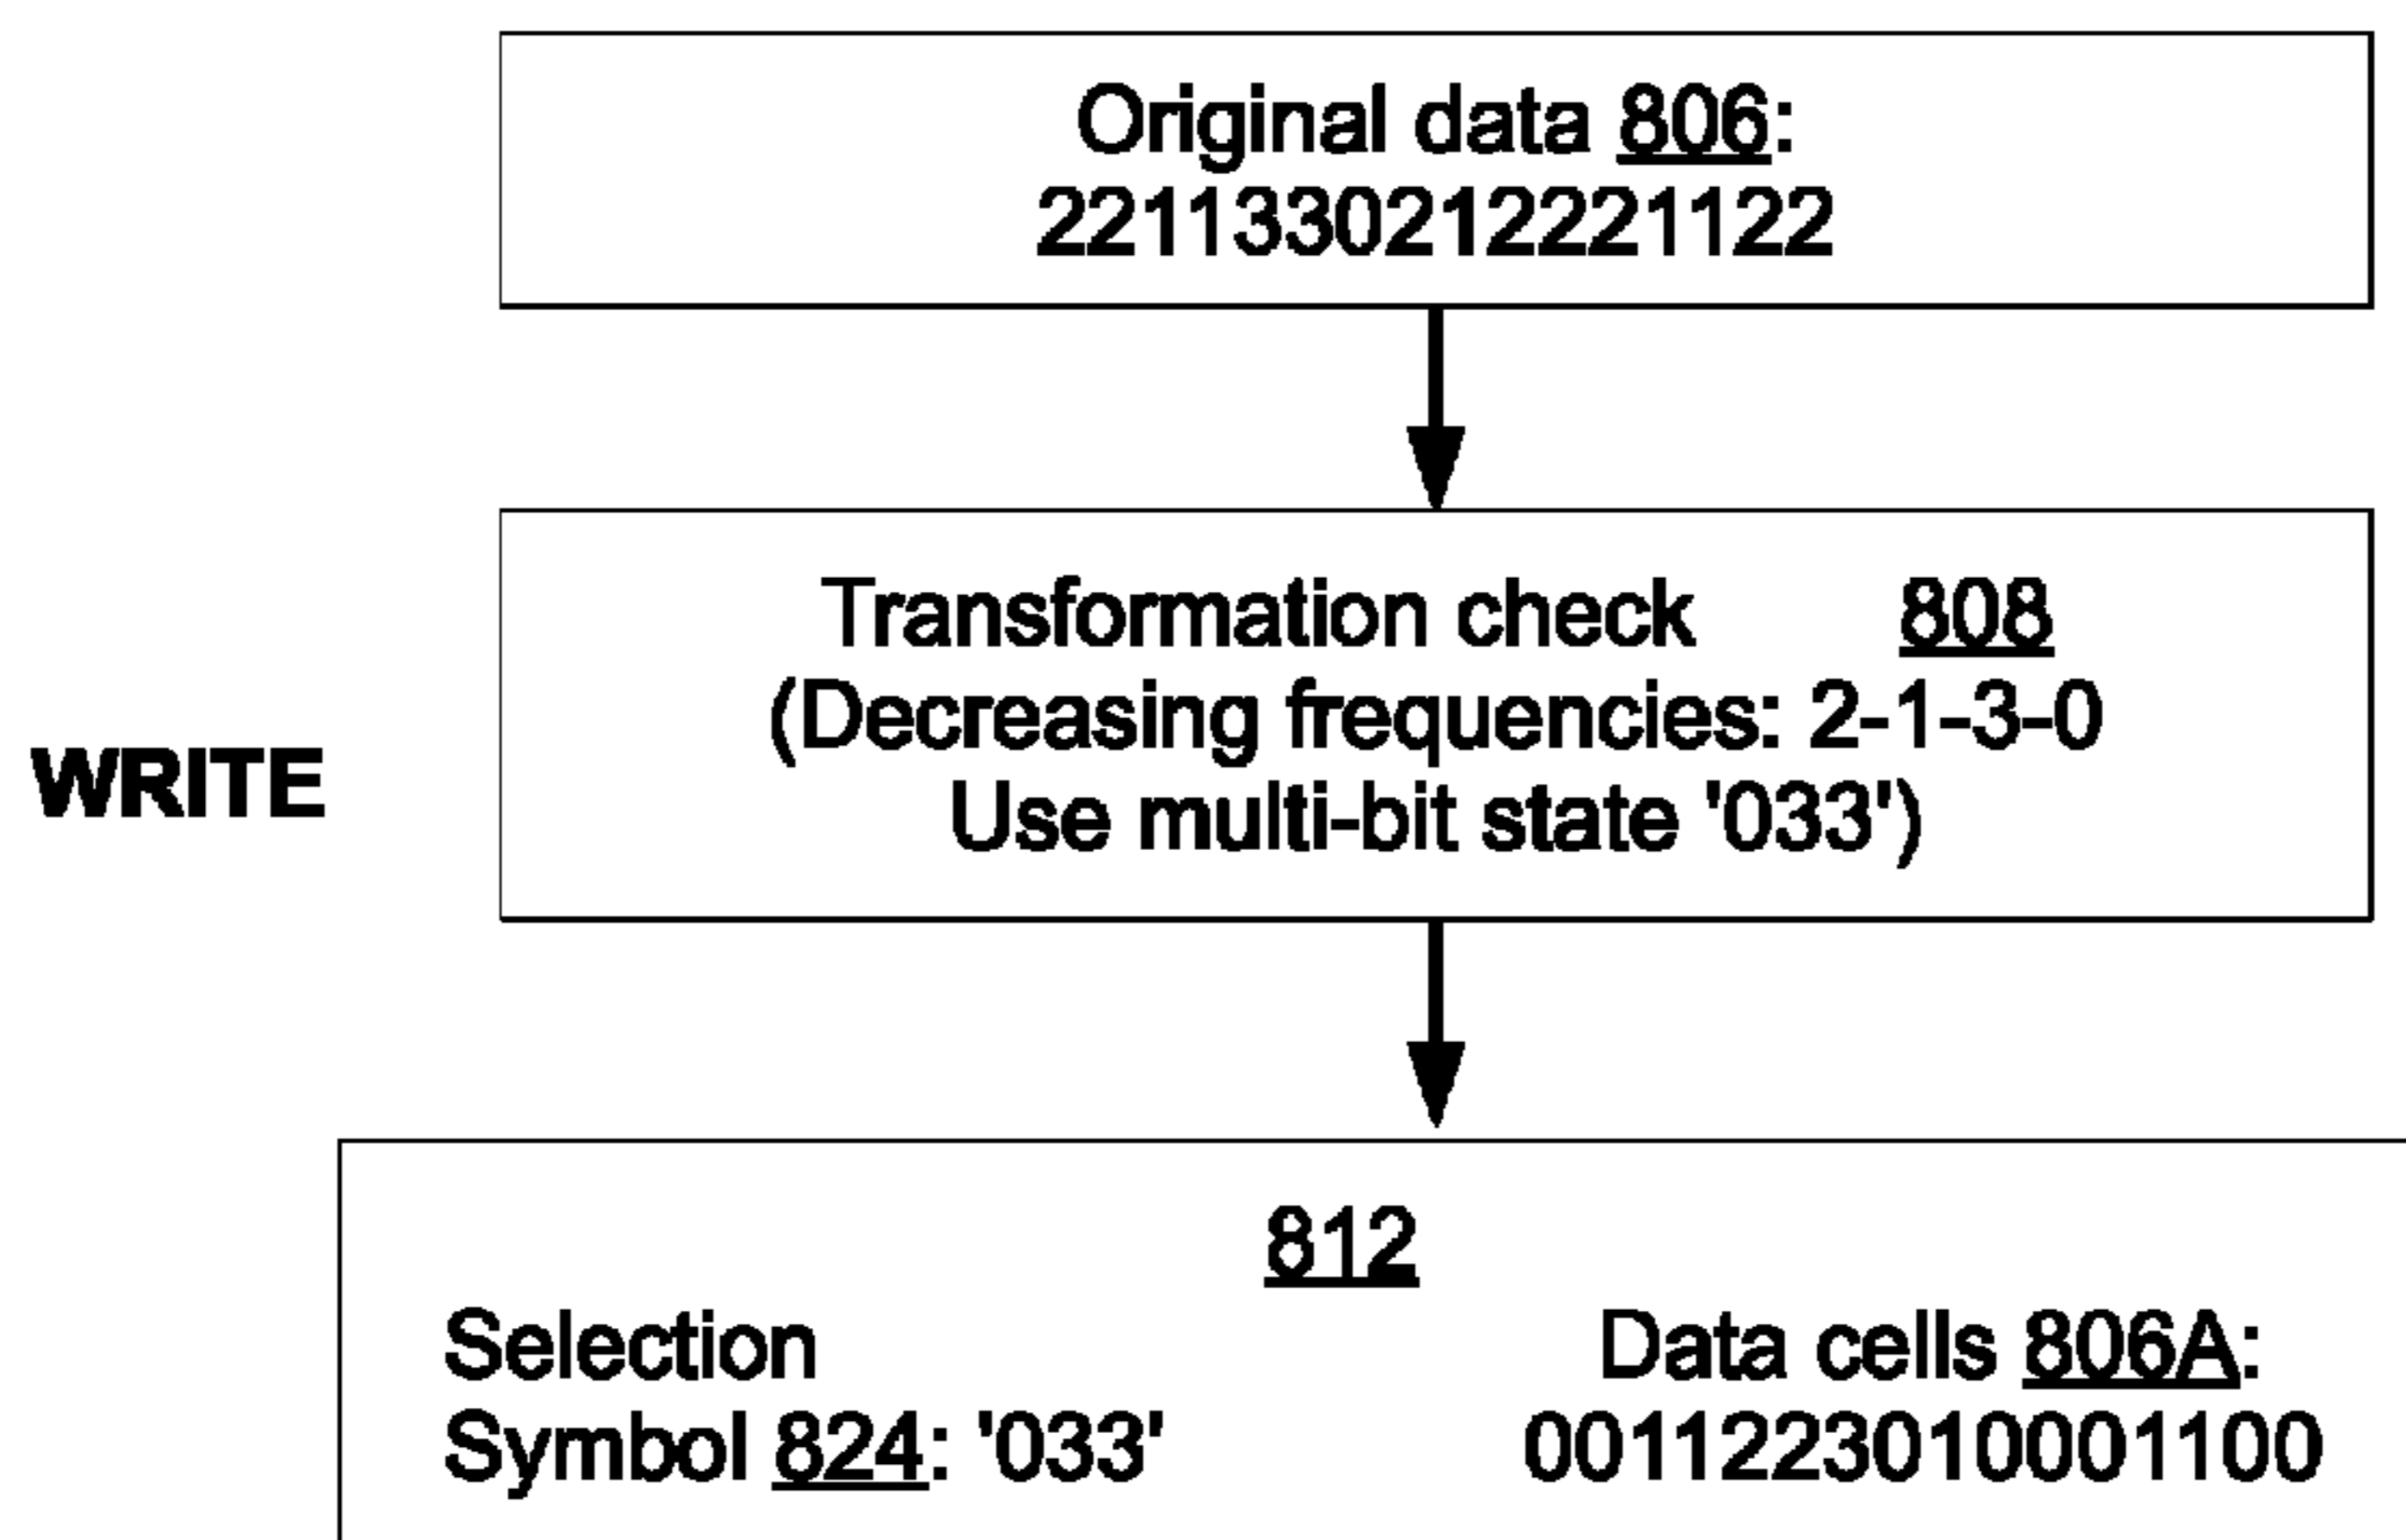 Original data 806:
2211330212221122
Transformation check 808
(Decreasing frequencies: 2-1-3-0
WRITE
Use multi-bit state '033')
812
Selection
Data cells 806A:
Symbol 824: '033'
0011223010001100